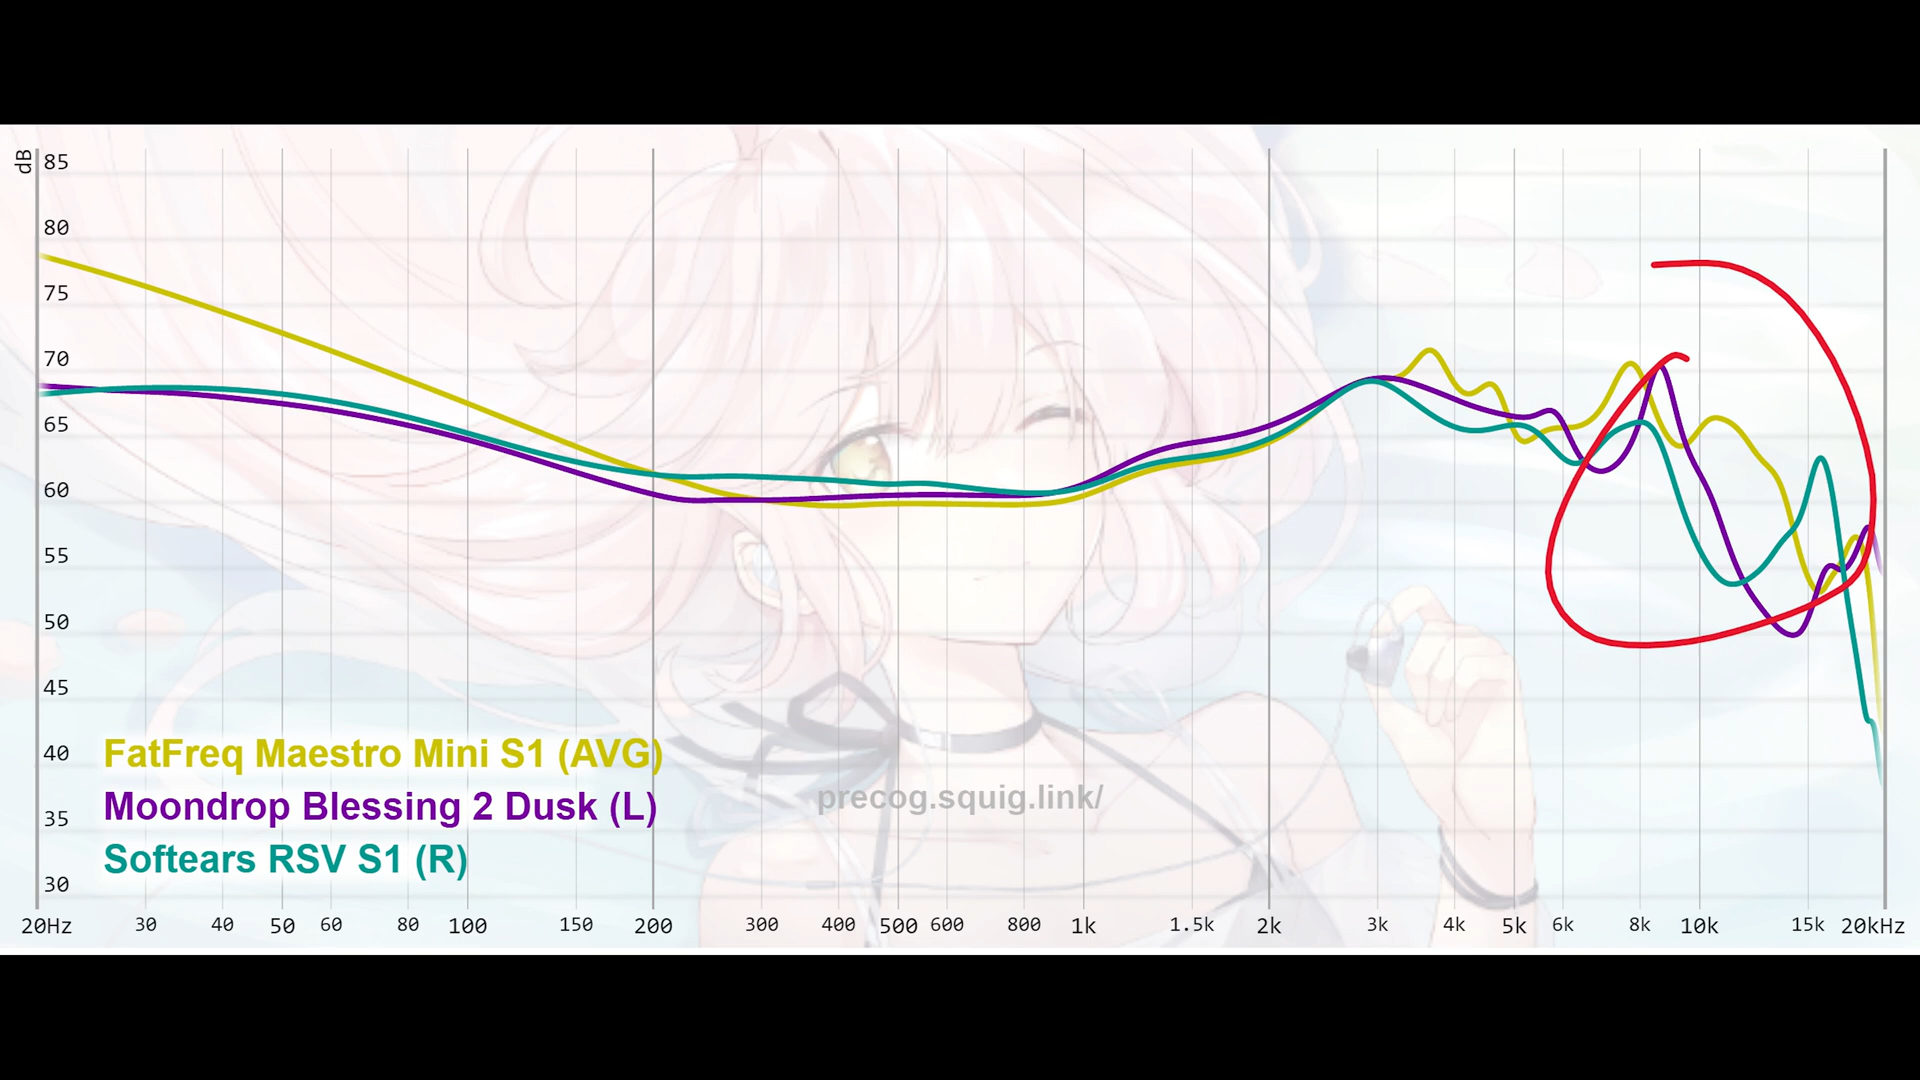 dB
85
80
75
70
65
60
55
50
45
40
35
30
FatFreq Maestro Mini S1 (AVG)
Moondrop Blessing 2 Dusk (L)
Softears RSV S1 (R)
precog.squig.link/
20Hz 30 40 50 60 80 100 150 200 300 400 500 600 800 1k 1.5k 2k 3k 4k 5k 6k 8k 10k 15k 20kHz